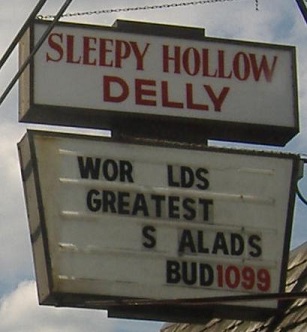 SLEEPY HOLLOW
DELLY
WOR LDS
GREATEST
S ALADS
BUD1099